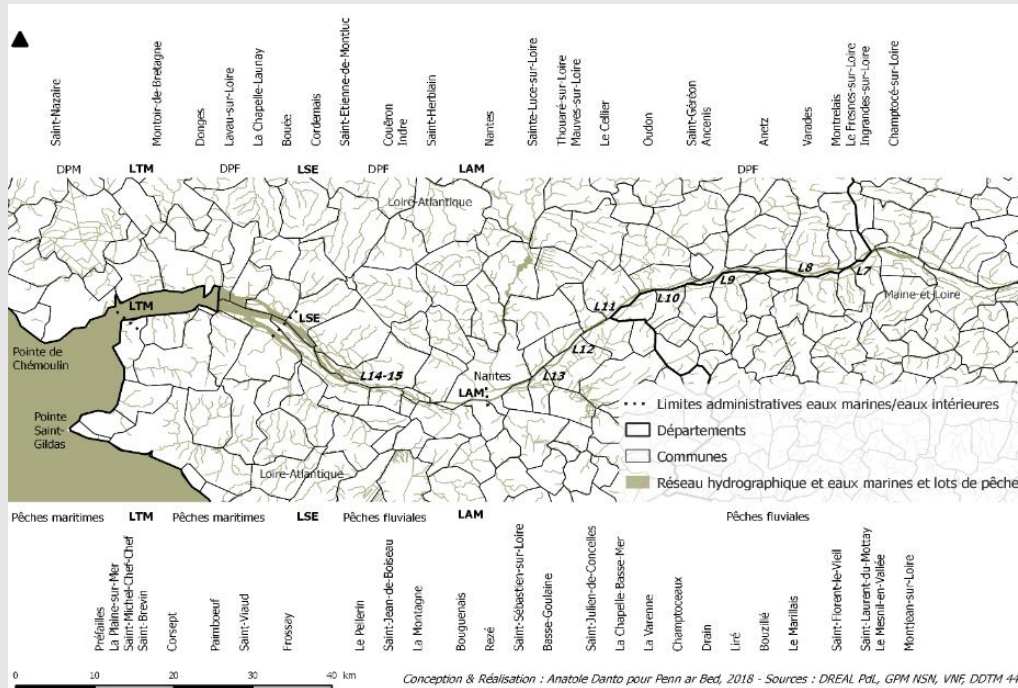 Saint-Nazaire
Montoir-de-Bretagne
Donges
Lavau-sur-Loire
La Chapelle-Launay
Bouée
Cordemais
Saint-Etienne-de-Montluc
Couëron
Indre
Saint-Herblain
Nantes
Sainte-Luce-sur-Loire
Thouaré-sur-Loire
Mauves-sur-Loire
Le Cellier
Oudon
Saint-Géréon
Ancenis
Anetz
Varades
Montrelais
Le Fresnes-sur-Loire
Ingrandes-sur-Loire
Champtocé-sur-Loire
DPM LTM DPF LSE DPF LAM DPF
Loire-Atlantique
LTM
LSE
L14-15
LAM
Nantes
L13
L12
L11
L10
L9
L8
L7
Maine-et-Loire
Pointe de
Chémoulin
Pointe
Saint-
Gildas
Loire-Atlantique
Limites administratives eaux marines/eaux intérieures
Départements
Communes
Réseau hydrographique et eaux marines et lots de pêche
Pêches maritimes LTM Pêches maritimes LSE Pêches fluviales LAM Pêches fluviales
Préfailles
La Plaine-sur-Mer
Saint-Michel-Chef-Chef
Saint-Brevin
Corsept
Paimboeuf
Saint-Viaud
Frossay
Le Pellerin
Saint-Jean-de-Boiseau
La Montagne
Bouguenais
Rezé
Saint-Sébastien-sur-Loire
Basse-Goulaine
Saint-Julien-de-Concelles
La Chapelle-Basse-Mer
La Varenne
Champtoceaux
Drain
Liré
Bouzillé
Le Marillais
Saint-Florent-le-Vieil
Saint-Laurent-du-Mottay
Le Mesnil-en-Vallée
Montjean-sur-Loire
0 10 20 30 40 km
Conception & Réalisation : Anatole Danto pour Penn ar Bed, 2018 - Sources : DREAL PdL, GPM NSN, VNF, DDTM 44